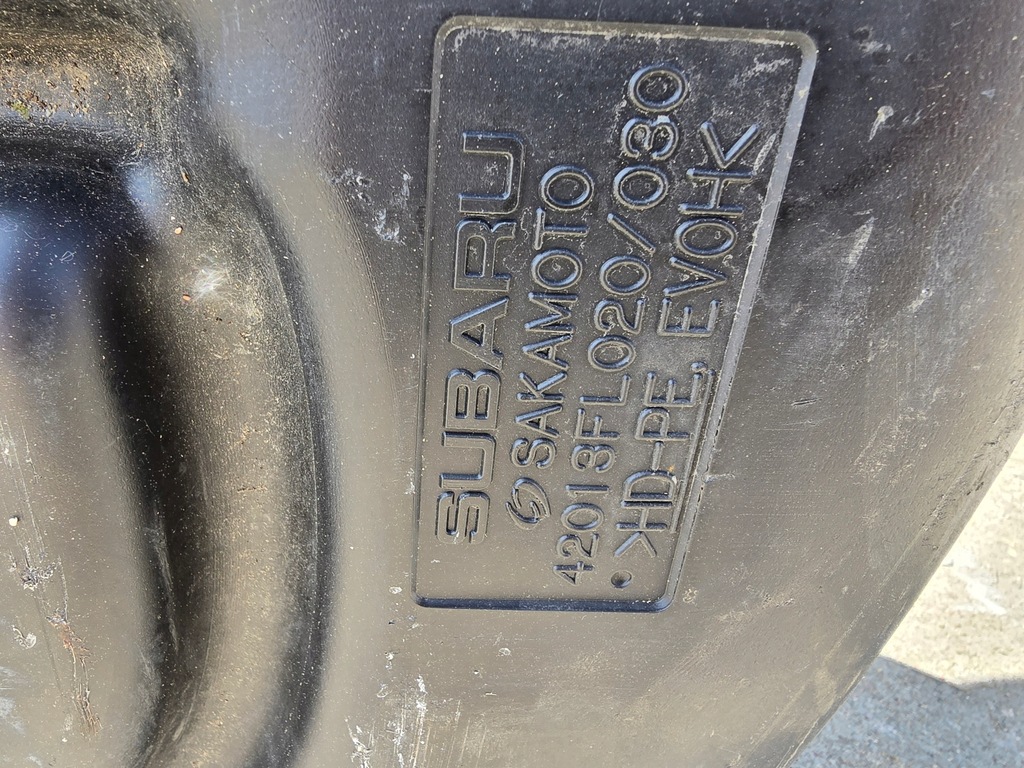 SUBARU
SAKAMOTO
42013FL020/030
>HD-PE, EVOH<